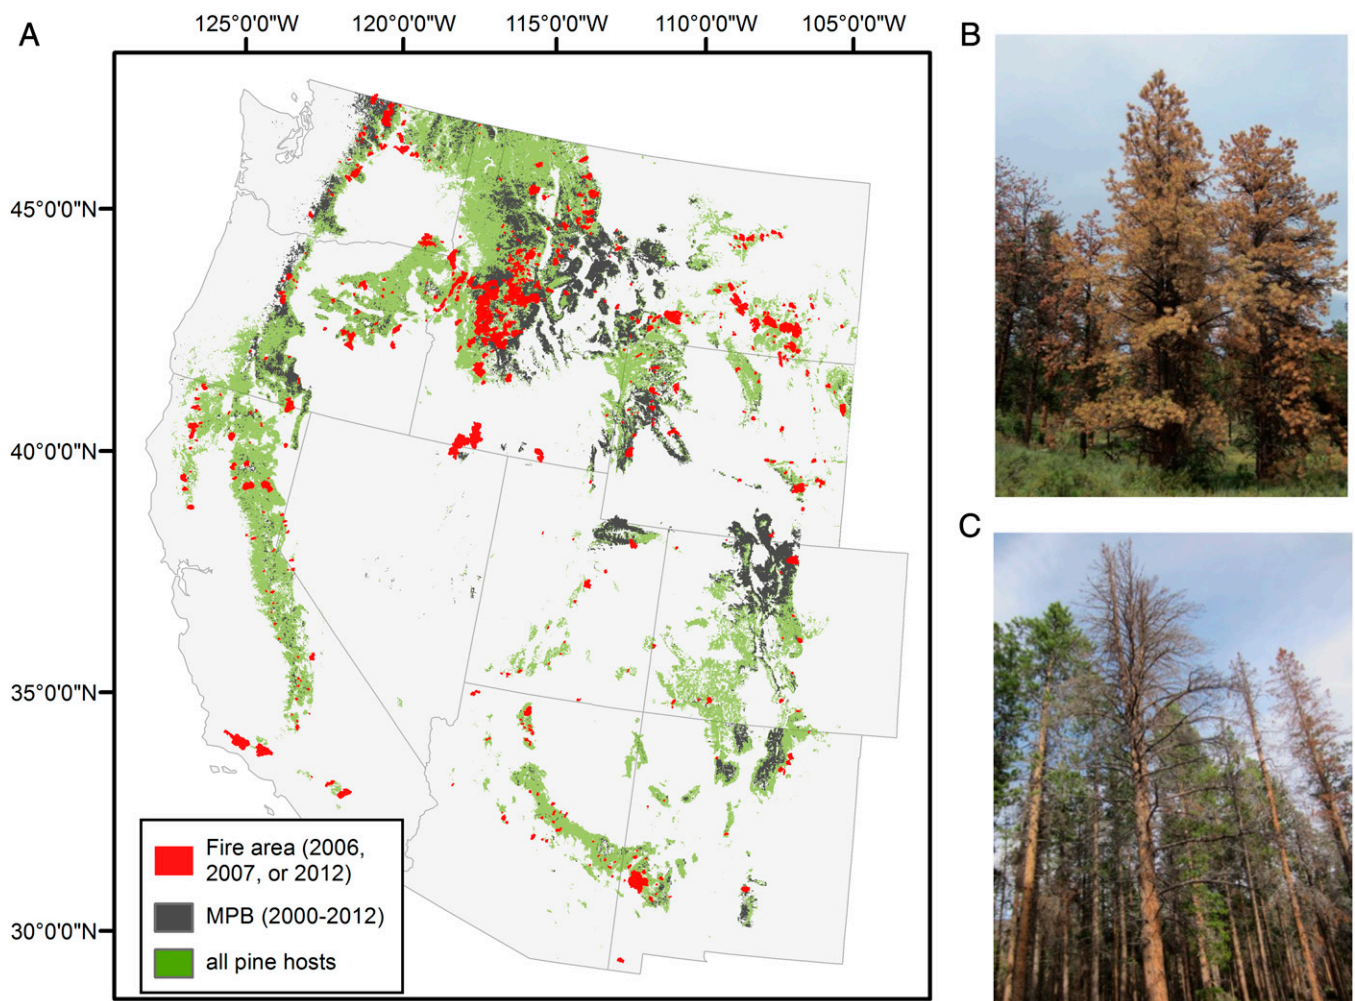 A
125°0'0"W 120°0'0"W 115°0'0"W 110°0'0"W 105°0'0"W
B
45°0'0"N
40°0'0"N
C
35°0'0"N
Fire area (2006,
2007, or 2012)
MPB (2000-2012)
30°0'0"N
all pine hosts